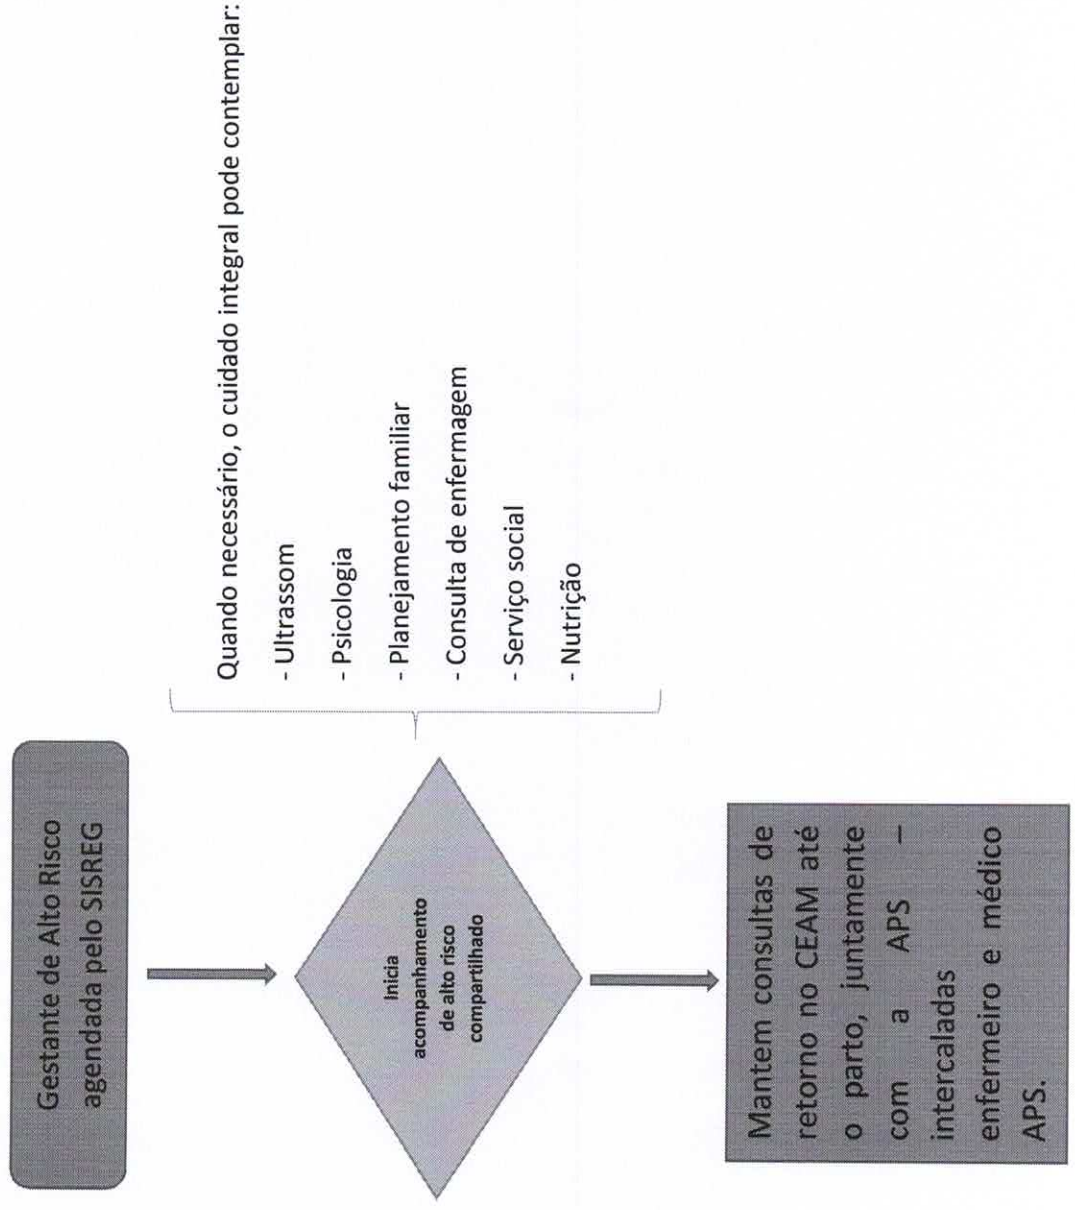 Gestante de Alto Risco
agendada pelo SISREG
Inicia
acompanhamento
de alto risco
compartilhado
Quando necessário, o cuidado integral pode contemplar:
- Ultrassom
- Psicologia
- Planejamento familiar
- Consulta de enfermagem
- Serviço social
- Nutrição
Mantem consultas de
retorno no CEAM até
o parto, juntamente
com a APS –
intercaladas
enfermeiro e médico
APS.